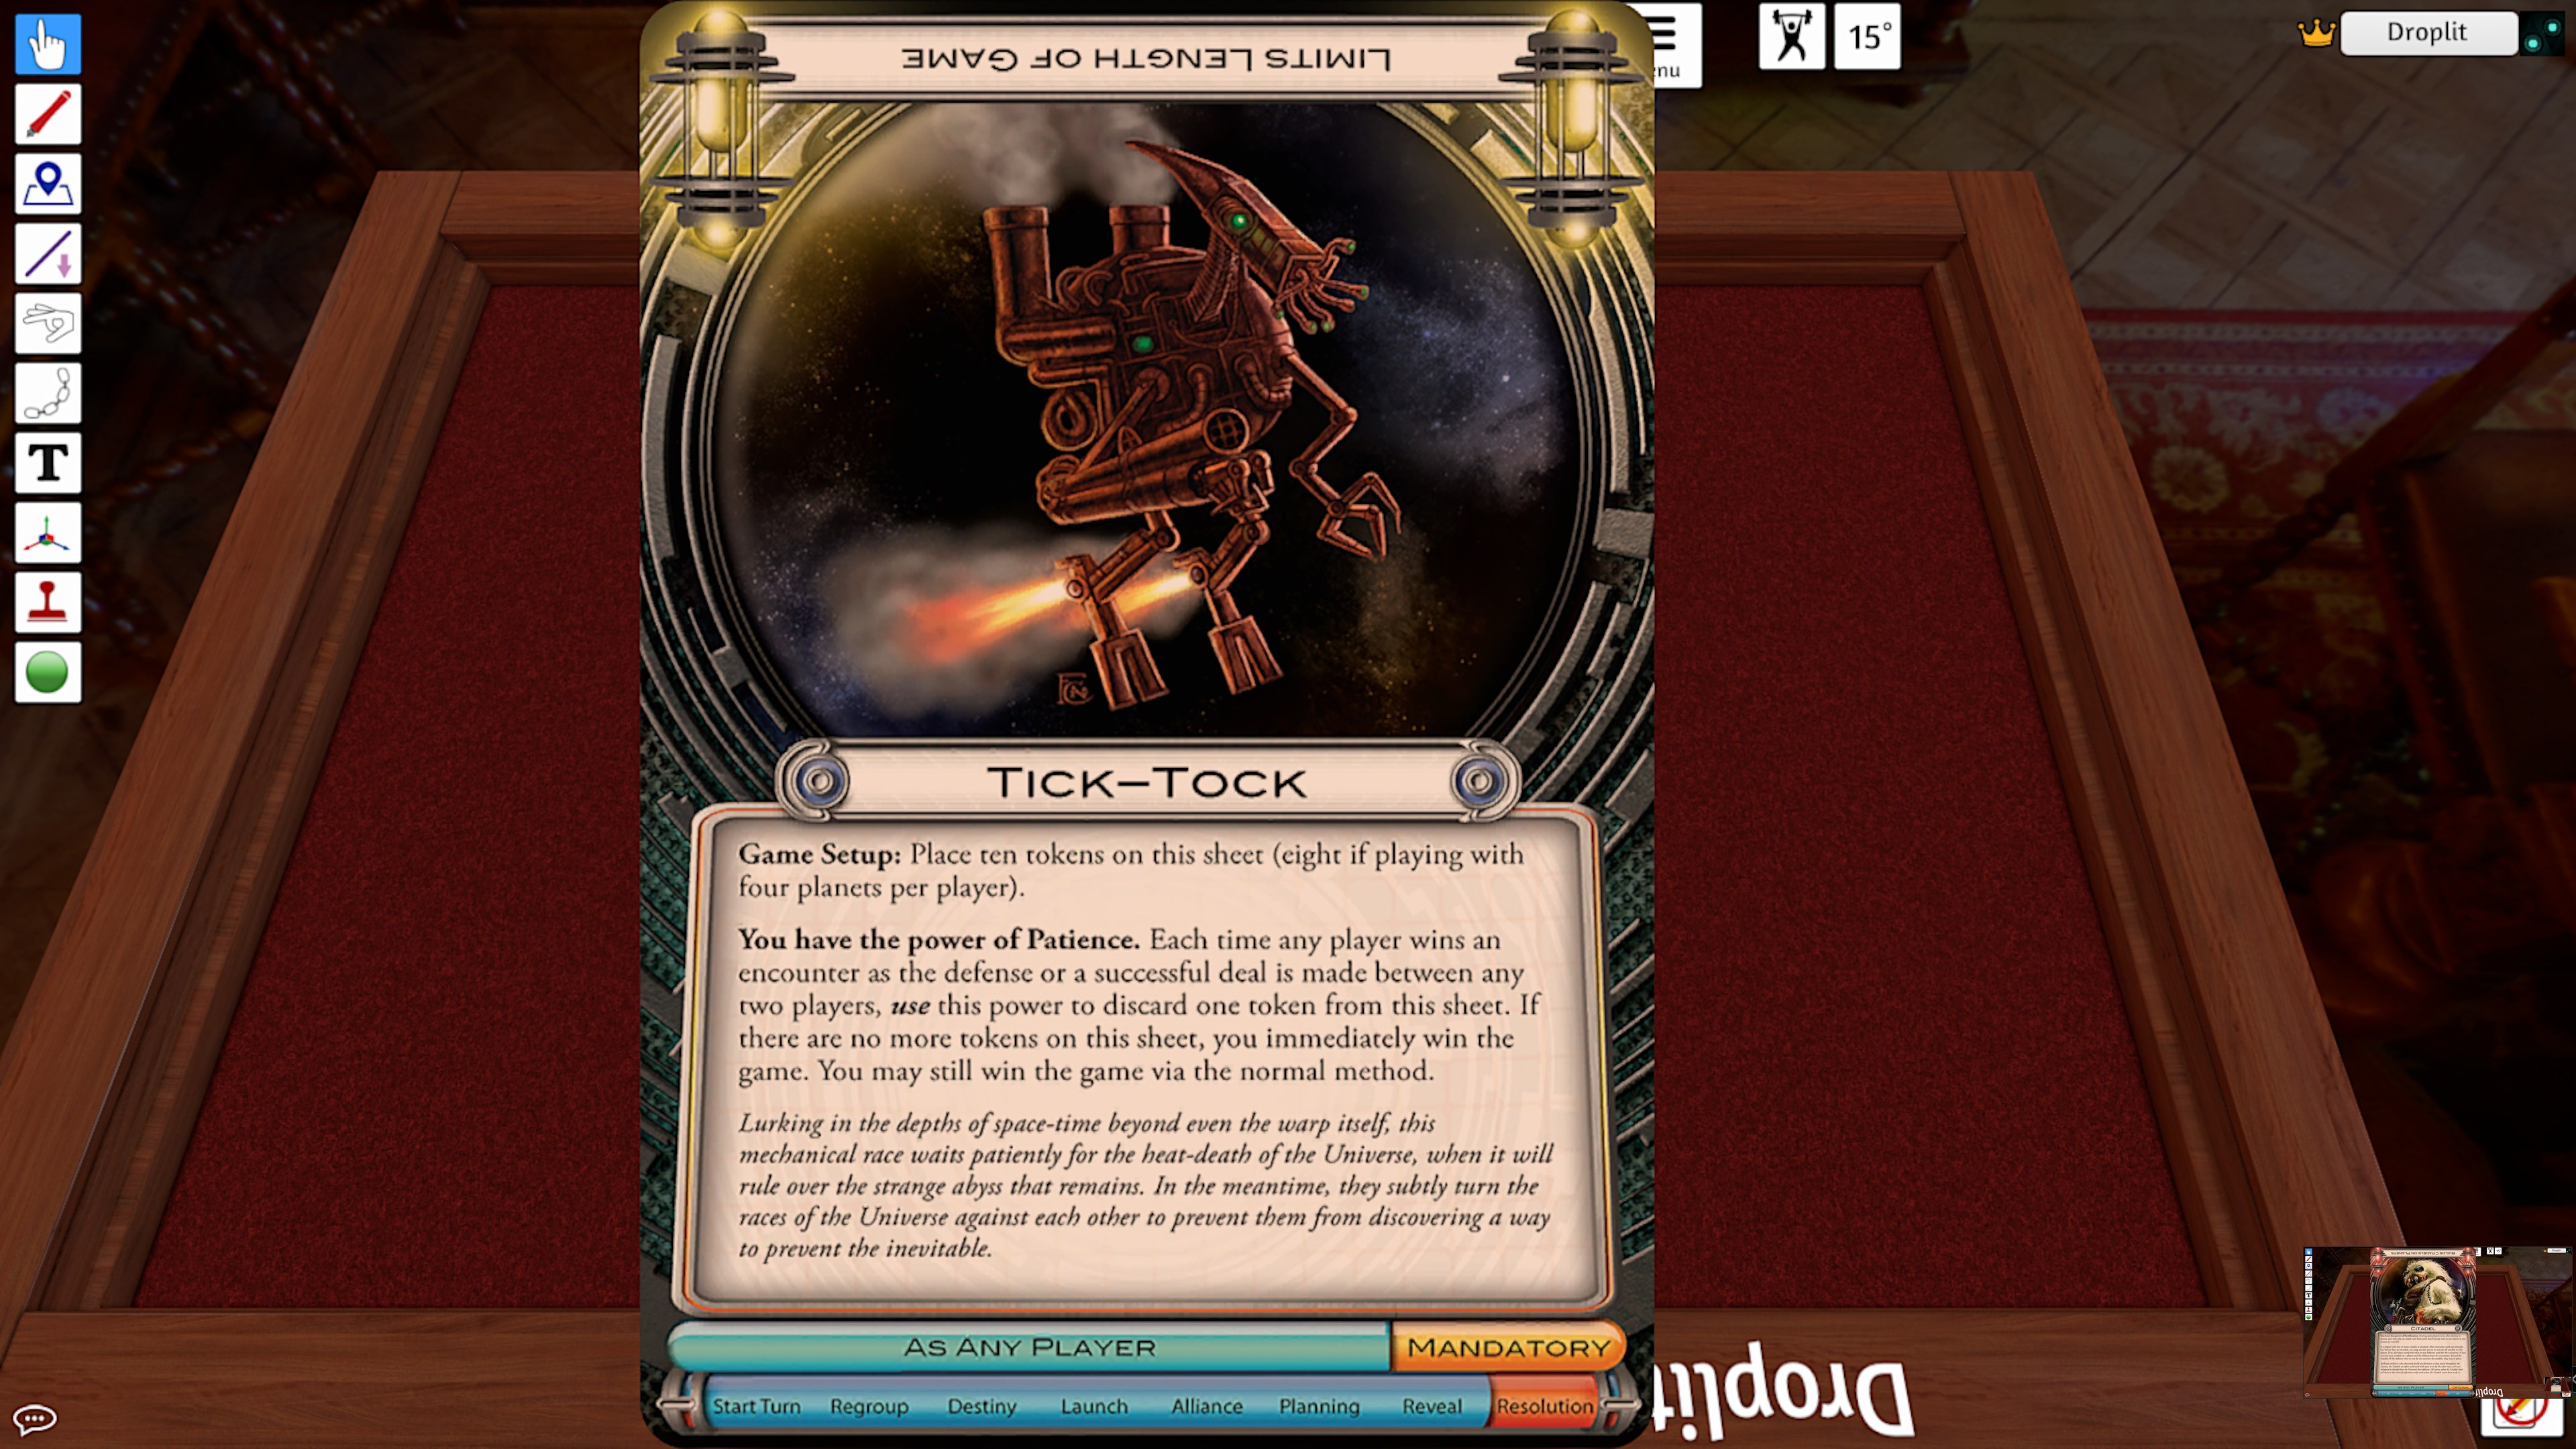 LIMITS LENGTH OF GAME
nu
15°
Droplit
T
TICK–TOCK
Game Setup: Place ten tokens on this sheet (eight if playing with
four planets per player).
You have the power of Patience. Each time any player wins an
encounter as the defense or a successful deal is made between any
two players, use this power to discard one token from this sheet. If
there are no more tokens on this sheet, you immediately win the
game. You may still win the game via the normal method.
Lurking in the depths of space-time beyond even the warp itself, this
mechanical race waits patiently for the heat-death of the Universe, when it will
rule over the strange abyss that remains. In the meantime, they subtly turn the
races of the Universe against each other to prevent them from discovering a way
to prevent the inevitable.
AS ANY PLAYER MANDATORY
Start Turn Regroup Destiny Launch Alliance Planning Reveal Resolution
Droplit
CITADEL